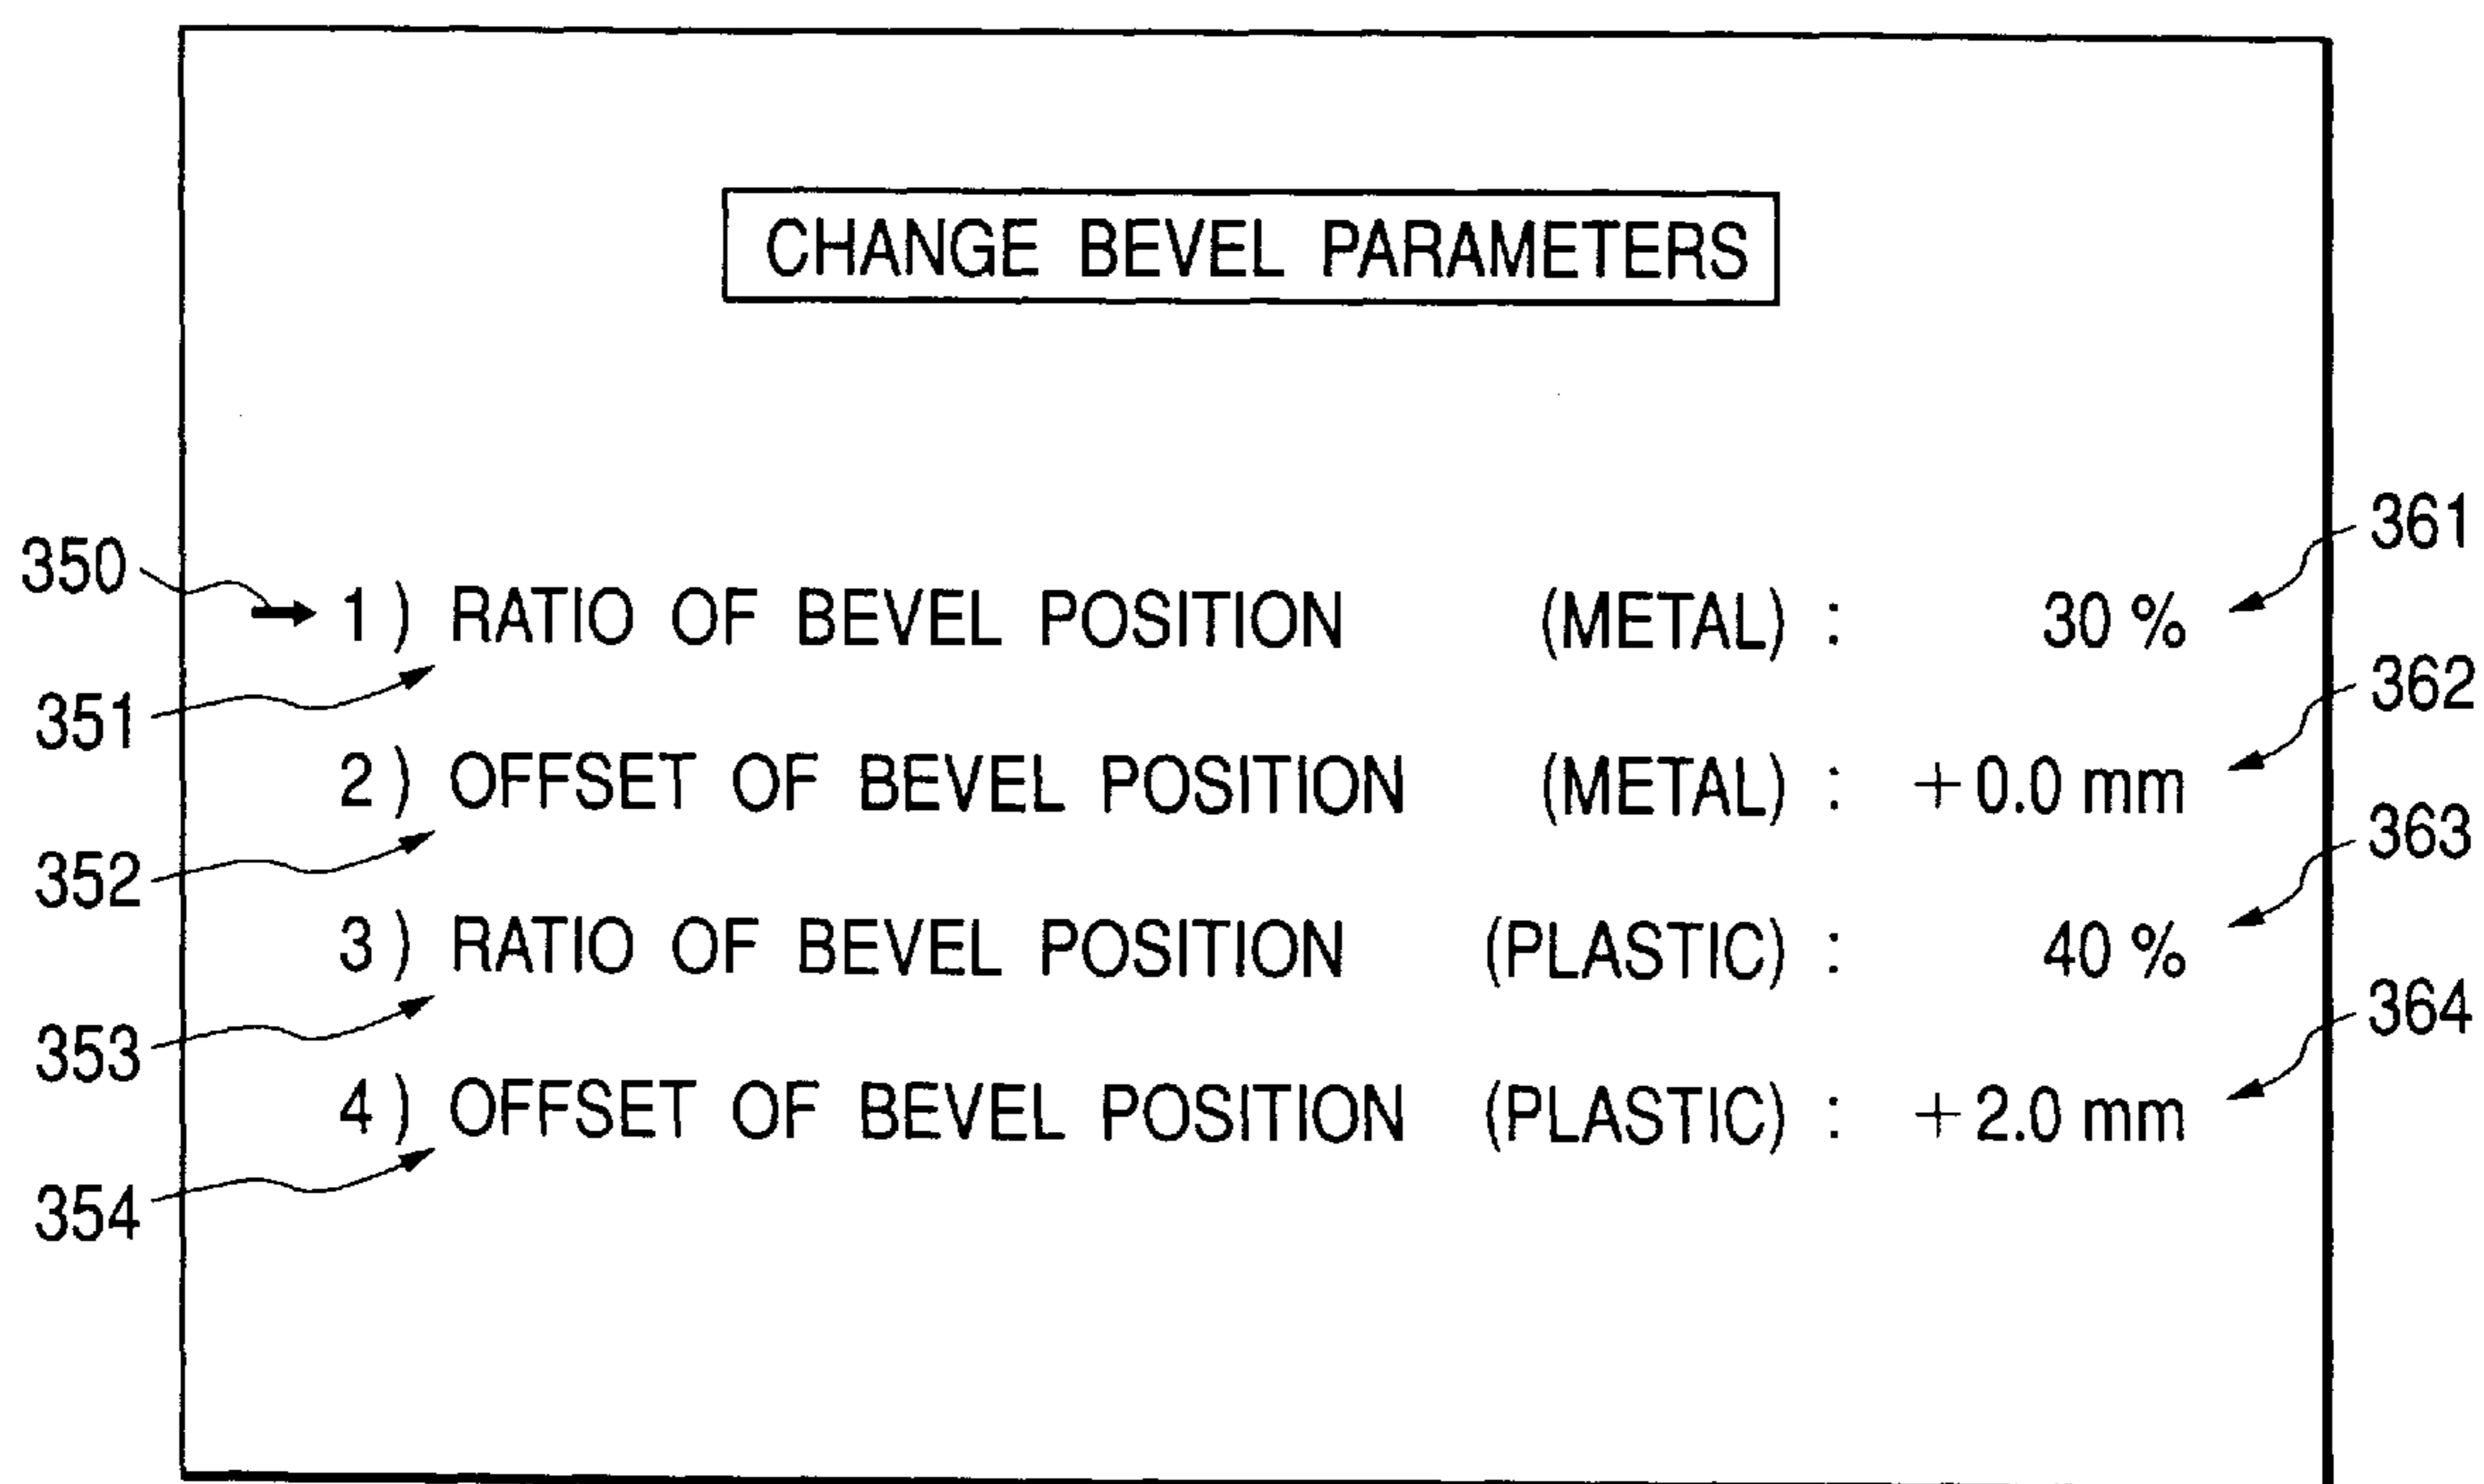 CHANGE BEVEL PARAMETERS
361
350
1) RATIO OF BEVEL POSITION (METAL) : 30 %
362
351
2) OFFSET OF BEVEL POSITION (METAL) : +0.0 mm
363
352
3) RATIO OF BEVEL POSITION (PLASTIC) : 40 %
364
353
4) OFFSET OF BEVEL POSITION (PLASTIC) : +2.0 mm
354